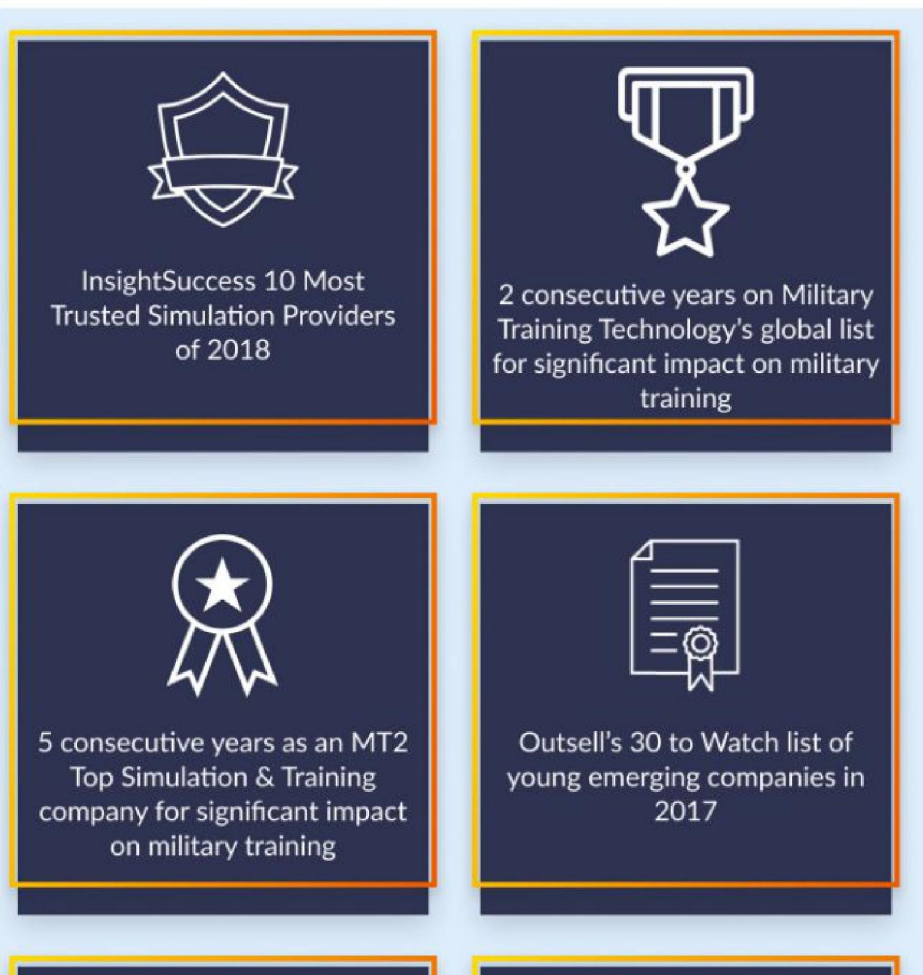 InsightSuccess 10 Most
Trusted Simulation Providers
of 2018
2 consecutive years on Military
Training Technology's global list
for significant impact on military
training
5 consecutive years as an MT2
Top Simulation & Training
company for significant impact
on military training
Outsell's 30 to Watch list of
young emerging companies in
2017